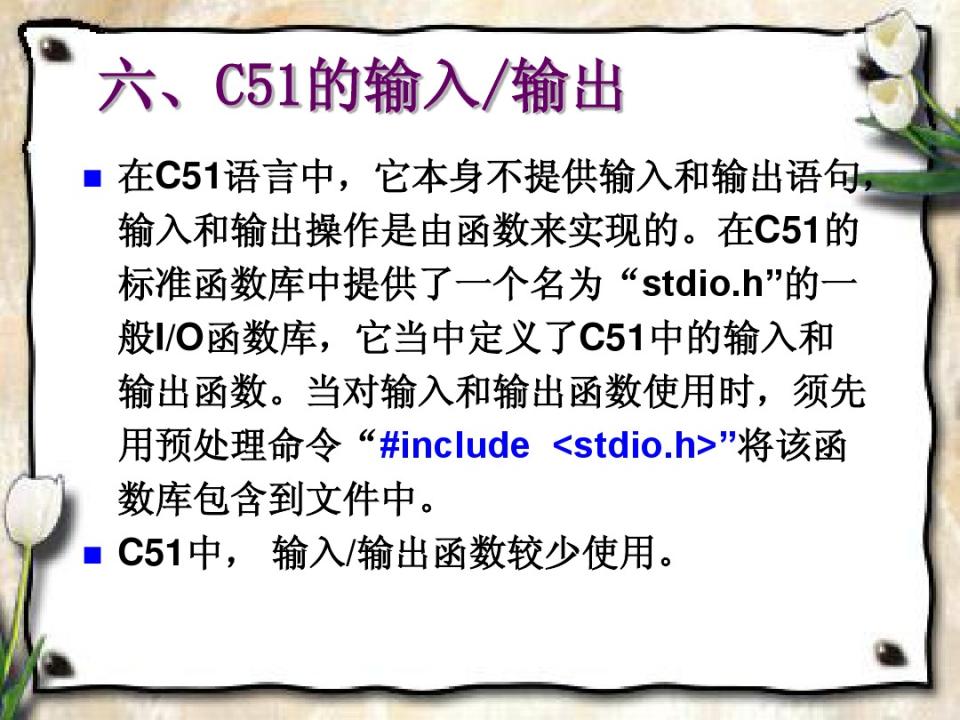 六、C51的输入/输出
■ 在C51语言中，它本身不提供输入和输出语句，
输入和输出操作是由函数来实现的。在C51的
标准函数库中提供了一个名为“stdio.h”的一
般I/O函数库，它当中定义了C51中的输入和
输出函数。当对输入和输出函数使用时，须先
用预处理命令“#include <stdio.h>”将该函
数库包含到文件中。
■ C51中， 输入/输出函数较少使用。